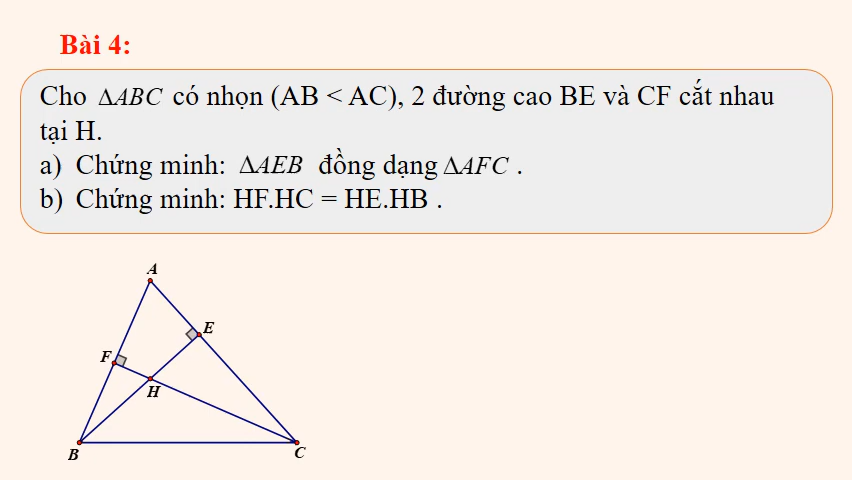 Bài 4:
Cho ΔABC có nhọn (AB < AC), 2 đường cao BE và CF cắt nhau
tại H.
a) Chứng minh: ΔAEB đồng dạng ΔAFC .
b) Chứng minh: HF.HC = HE.HB .
A
E
F
H
B
C